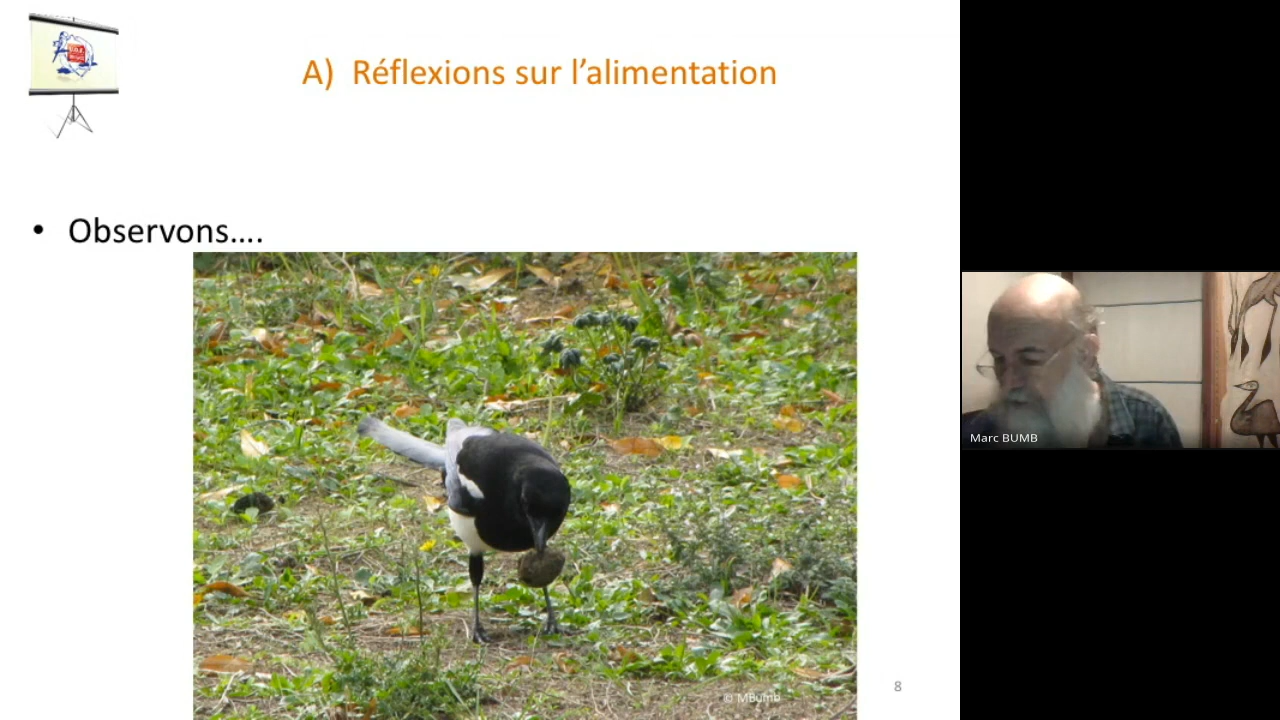 A) Réflexions sur l’alimentation
• Observons....
Marc BUMB
© MBumb
8